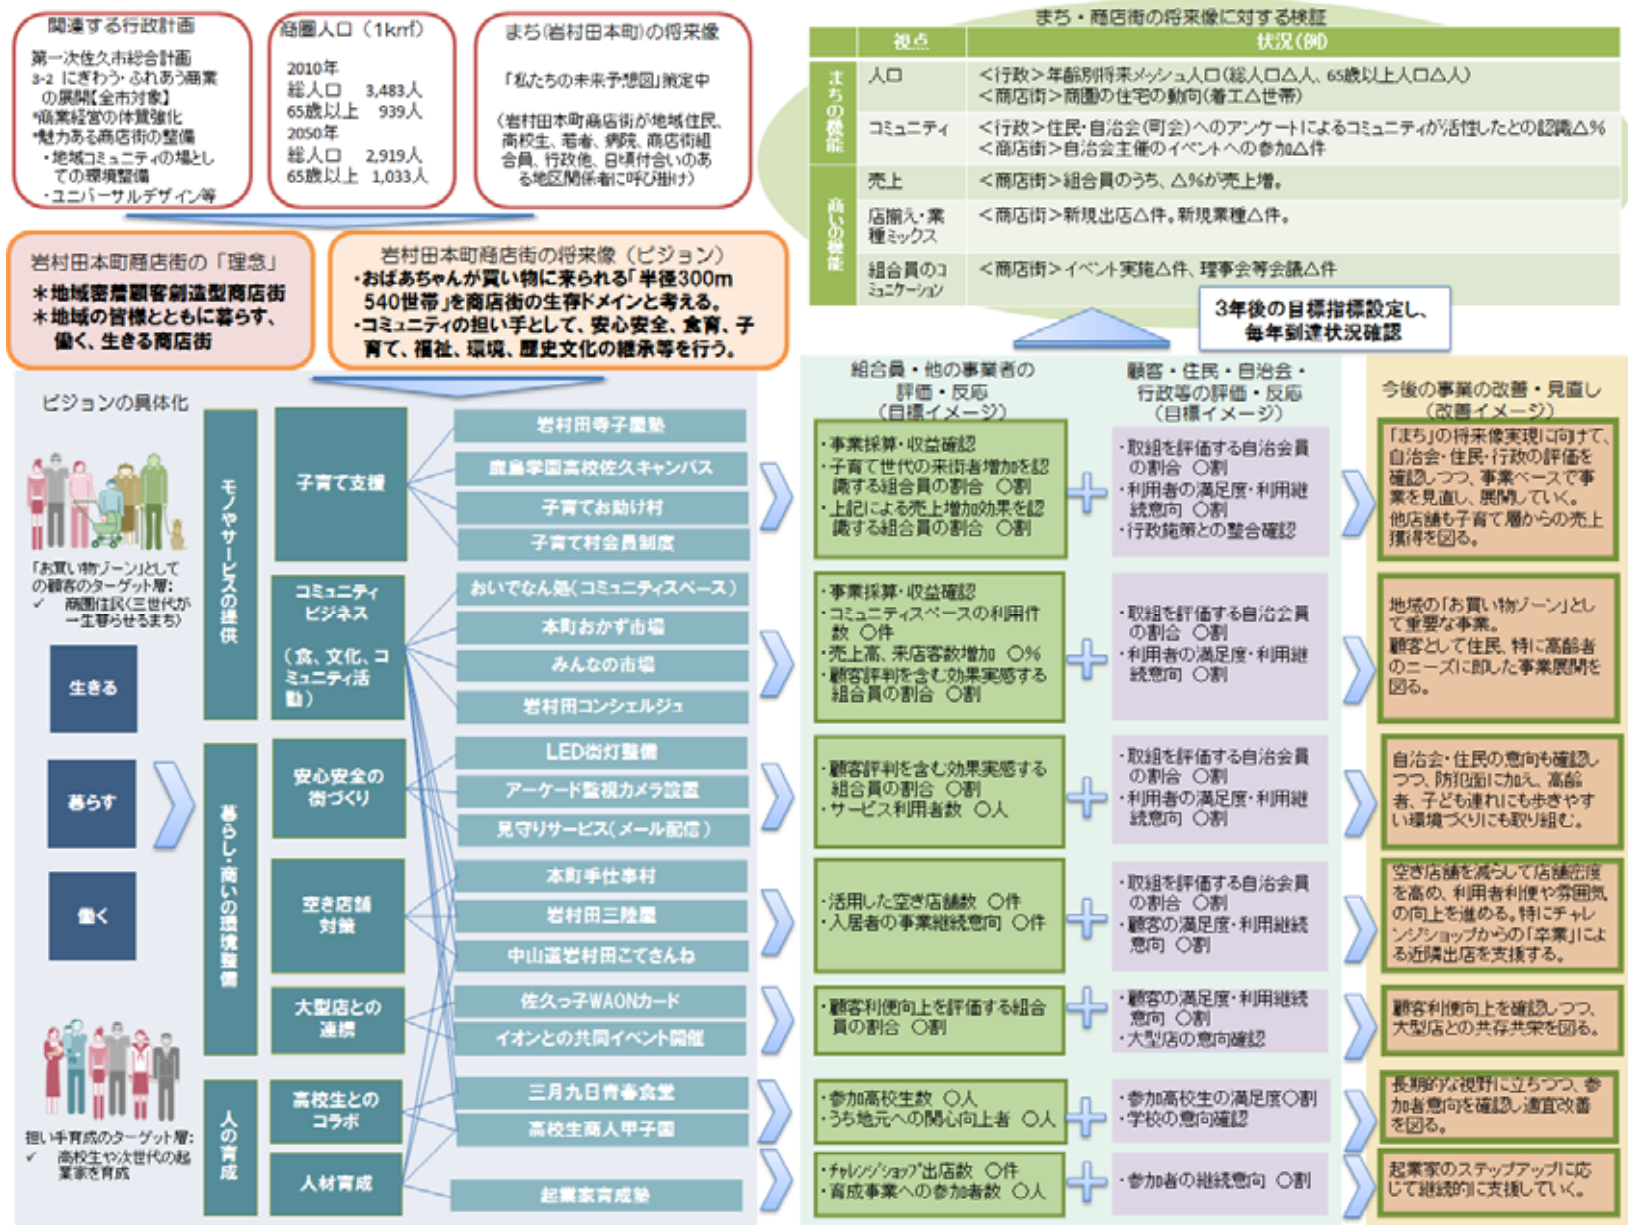 関連する行政計画
第一次佐久市総合計画
3-2 にぎわう・ふれあう商業
の展開【全市対象】
*商業経営の体質強化
*魅力ある商店街の整備
・地域コミュニティの場とし
ての環境整備
・ユニバーサルデザイン等
商圏人口（1k㎡）
2010年
総人口 3,483人
65歳以上 939人
2050年
総人口 2,919人
65歳以上 1,033人
まち(岩村田本町)の将来像
「私たちの未来予想図」策定中
(岩村田本町商店街が地域住民、
高校生、若者、病院、商店街組
合員、行政他、日頃付合いのあ
る地区関係者に呼び掛け)
岩村田本町商店街の「理念」
＊地域密着顧客創造型商店街
＊地域の皆様とともに暮らす、
働く、生きる商店街
岩村田本町商店街の将来像（ビジョン）
・おばあちゃんが買い物に来られる「半径300m
540世帯」を商店街の生存ドメインと考える。
・コミュニティの担い手として、安心安全、食育、子
育て、福祉、環境、歴史文化の継承等を行う。
まち・商店街の将来像に対する検証
視点 状況(例)
まちの機能
人口
＜行政＞年齢別将来メッシュ人口(総人口△人、65歳以上人口△人)
＜商店街＞商圏の住宅の動向(着工△世帯)
コミュニティ
＜行政＞住民・自治会(町会)へのアンケートによるコミュニティが活性したとの認識△%
＜商店街＞自治会主催のイベントへの参加△件
商いの機能
売上
＜商店街＞組合員のうち、△%が売上増。
店揃え・業
種ミックス
＜商店街＞新規出店△件。新規業種△件。
組合員のコ
ミュニケーション
＜商店街＞イベント実施△件、理事会等会議△件
3年後の目標指標設定し、
毎年到達状況確認
ビジョンの具体化
「お買い物ゾーン」として
の顧客のターゲット層：
✓ 商圏住民(三世代が
一生暮らせるまち)
生きる
暮らす
働く
担い手育成のターゲット層：
✓ 高校生や次世代の起
業家を育成
モノやサービスの提供
暮らし・商いの環境整備
人の育成
子育て支援
コミュニティ
ビジネス
（食、文化、コ
ミュニティ活
動）
安心安全の
街づくり
空き店舗
対策
大型店との
連携
高校生との
コラボ
人材育成
岩村田寺子屋塾
鹿島学園高校佐久キャンパス
子育てお助け村
子育て村会員制度
おいでなん処(コミュニティスペース)
本町おかず市場
みんなの市場
岩村田コンシェルジュ
LED街灯整備
アーケード監視カメラ設置
見守りサービス(メール配信)
本町手仕事村
岩村田三陸屋
中山道岩村田こてさんね
佐久っ子WAONカード
イオンとの共同イベント開催
三月九日青春食堂
高校生商人甲子園
起業家育成塾
組合員・他の事業者の
評価・反応
(目標イメージ)
・事業採算・収益確認
・子育て世代の来街者増加を認
識する組合員の割合 ○割
・上記による売上増加効果を認
識する組合員の割合 ○割
・事業採算・収益確認
・コミュニティスペースの利用件
数 ○件
・売上高、来店客数増加 ○%
・顧客評判を含む効果実感する
組合員の割合 ○割
・顧客評判を含む効果実感する
組合員の割合 ○割
・サービス利用者数 ○人
・活用した空き店舗数 ○件
・入居者の事業継続意向 ○件
・顧客利便向上を評価する組合
員の割合 ○割
・参加高校生数 ○人
・うち地元への関心向上者 ○人
・チャレンジショップ出店数 ○件
・育成事業への参加者数 ○人
顧客・住民・自治会・
行政等の評価・反応
(目標イメージ)
・取組を評価する自治会員
の割合 ○割
・利用者の満足度・利用継
続意向 ○割
・行政施策との整合確認
・取組を評価する自治会員
の割合 ○割
・利用者の満足度・利用継
続意向 ○割
・取組を評価する自治会員
の割合 ○割
・利用者の満足度・利用継
続意向 ○割
・取組を評価する自治会員
の割合 ○割
・顧客の満足度・利用継続
意向 ○割
・顧客の満足度・利用継続
意向 ○割
・大型店の意向確認
・参加高校生の満足度○割
・学校の意向確認
・参加者の継続意向 ○割
今後の事業の改善・見直し
(改善イメージ)
「まち」の将来像実現に向けて、
自治会・住民・行政の評価を
確認しつつ、事業ベースで事
業を見直し、展開していく。
他店舗も子育て層からの売上
獲得を図る。
地域の「お買い物ゾーン」とし
て重要な事業。
顧客として住民、特に高齢者
のニーズに即した事業展開を
図る。
自治会・住民の意向も確認し
つつ、防犯面に加え、高齢
者、子ども連れにも歩きやす
い環境づくりにも取り組む。
空き店舗を減らして店舗密度
を高め、利用者利便や雰囲気
の向上を進める。特にチャレ
ンジショップからの「卒業」によ
る近隣出店を支援する。
顧客利便向上を確認しつつ、
大型店との共存共栄を図る。
長期的な視野に立ちつつ、参
加者意向を確認し適宜改善
を図る。
起業家のステップアップに応
じて継続的に支援していく。